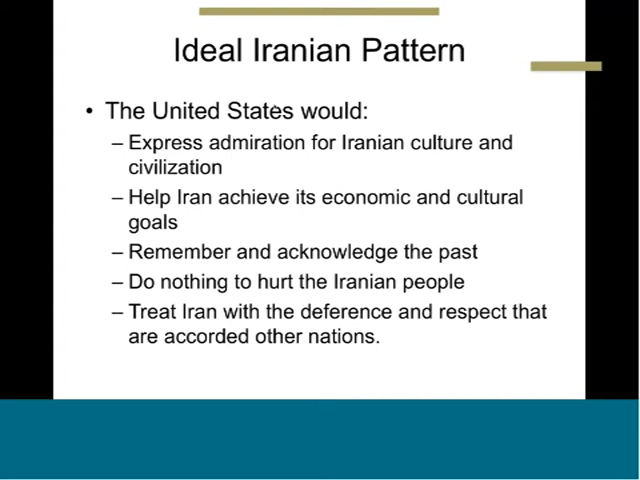 Ideal Iranian Pattern
• The United States would:
– Express admiration for Iranian culture and
civilization
– Help Iran achieve its economic and cultural
goals
– Remember and acknowledge the past
– Do nothing to hurt the Iranian people
– Treat Iran with the deference and respect that
are accorded other nations.